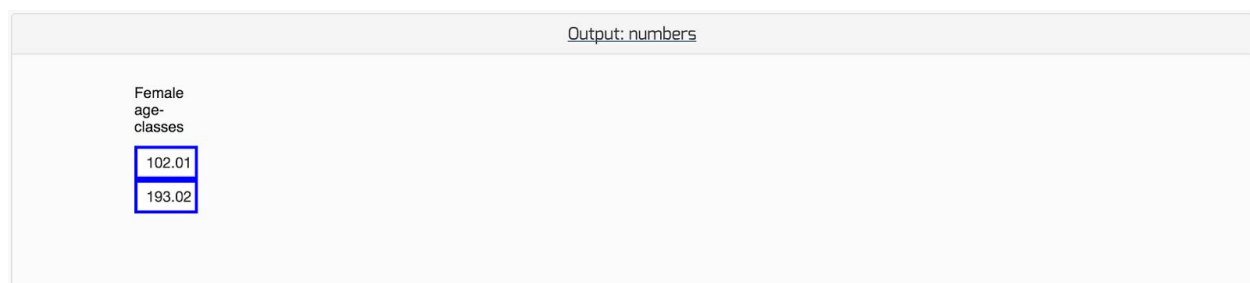 Output: numbers
Female
age-
classes
102.01
193.02